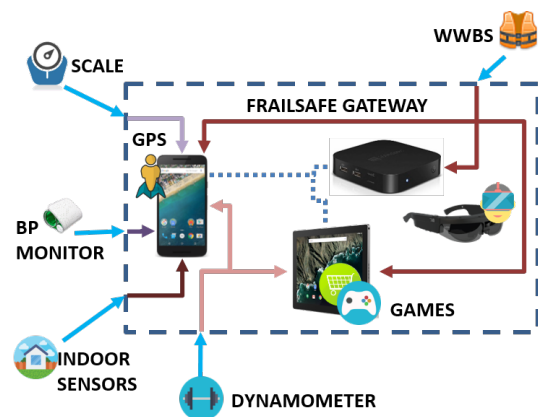 WWBS
SCALE
FRAILSAFE GATEWAY
GPS
BP
MONITOR
GAMES
INDOOR
SENSORS
DYNAMOMETER